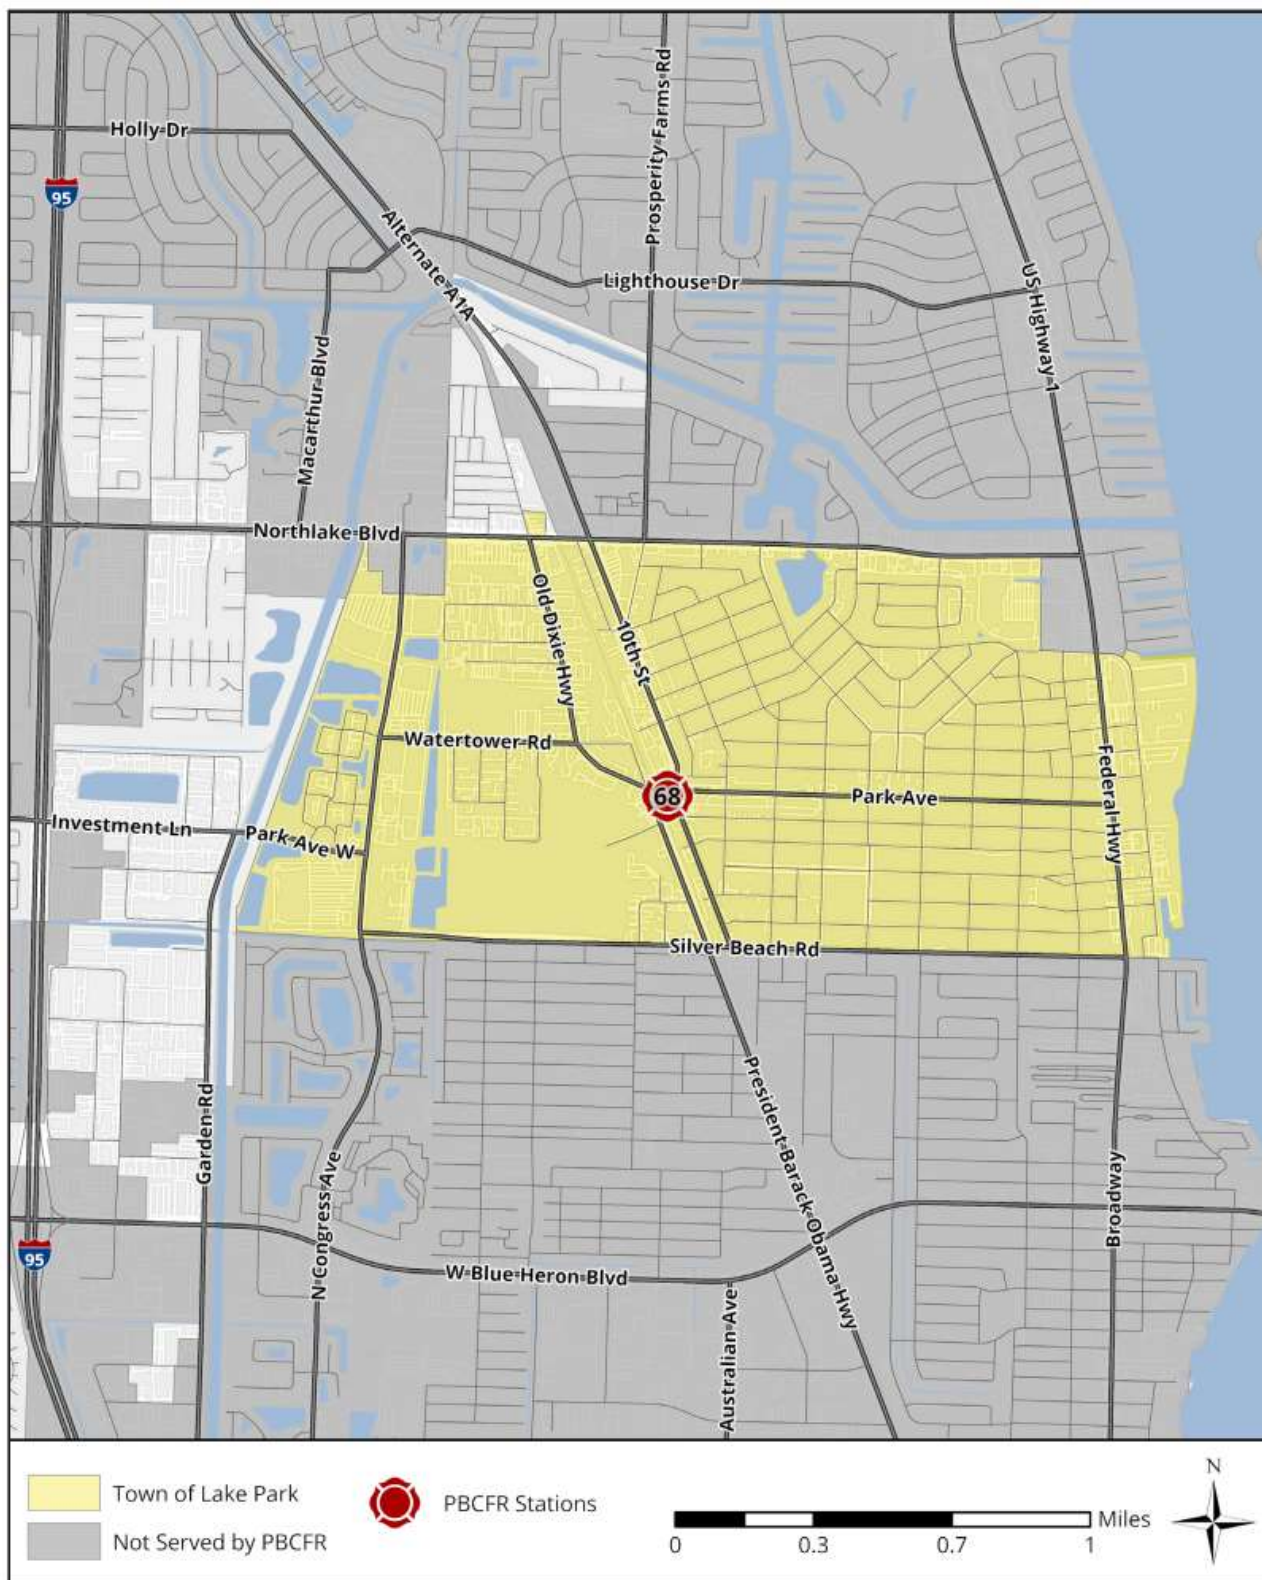 Holly Dr
95
Prosperity Farms Rd
Alternate A1A
Lighthouse Dr
US Highway 1
Macarthur Blvd
Northlake Blvd
Old Dixie Hwy
10th St
Watertower Rd
68
Park Ave
Federal Hwy
Investment Ln
Park Ave W
Silver Beach Rd
Garden Rd
N Congress Ave
President Barack Obama Hwy
Broadway
95
W Blue Heron Blvd
Australian Ave
Town of Lake Park
Not Served by PBCFR
PBCFR Stations
Miles
0 0.3 0.7 1
N